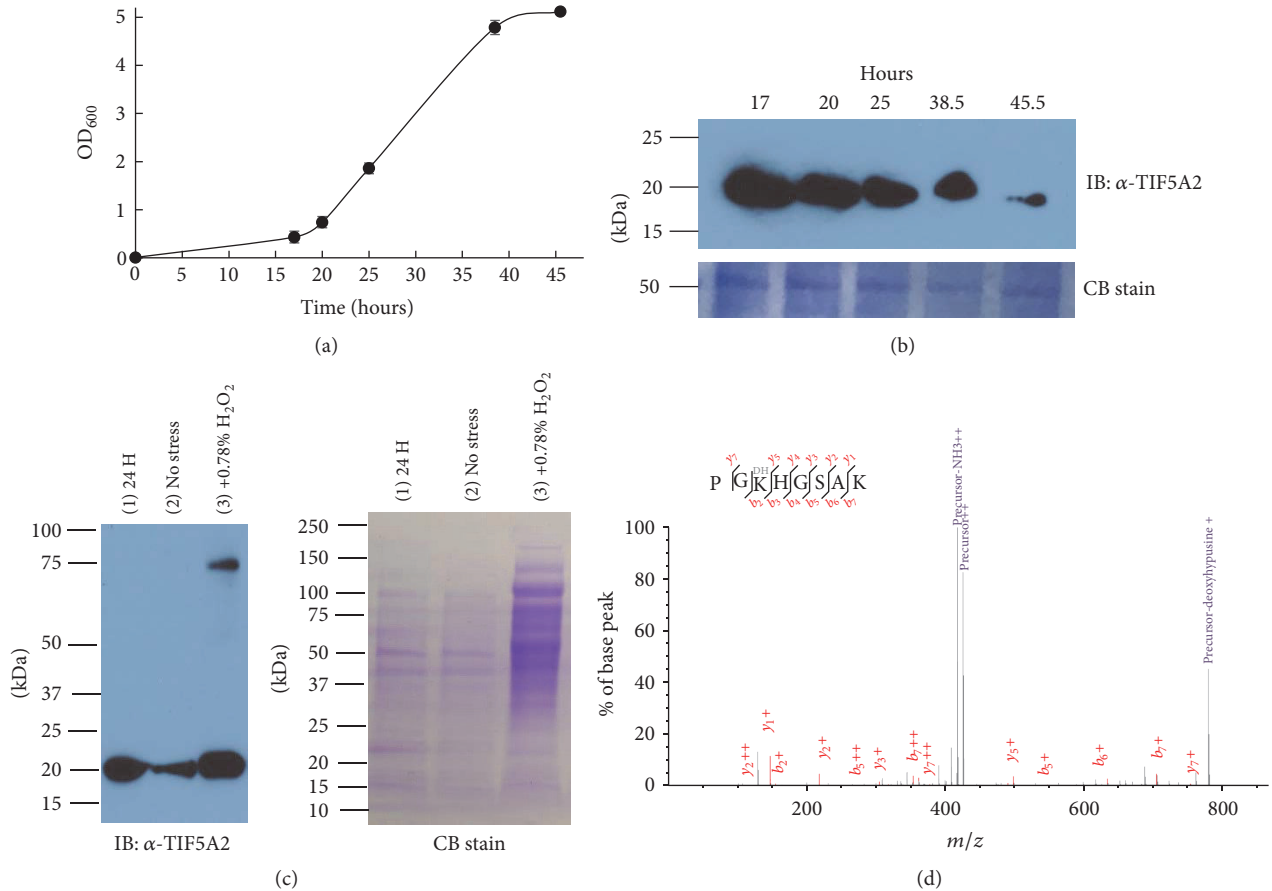 5
4
3
2
1
0
OD600
0 5 10 15 20 25 30 35 40 45
Time (hours)
(a)
Hours
17 20 25 38.5 45.5
25
20
15
(kDa)
IB: α-TIF5A2
50
CB stain
(b)
(1) 24 H
(2) No stress
(3) +0.78% H2O2
100
75
50
37
25
20
15
(kDa)
IB: α-TIF5A2
(1) 24 H
(2) No stress
(3) +0.78% H2O2
250
150
100
75
50
37
25
20
15
10
(kDa)
CB stain
(c)
y7 y5 y4 y3 y2 y1
DH
P G K H G S A K
b2 b3 b4 b5 b6 b7
Precursor-NH3++
Precursor++
Precursor-deoxyhypusine +
100
80
60
40
20
0
% of base peak
y2++
y1+
b2+
y2+
b5++
y3+
b7++
y7++
y5+
b5+
b6+
b7+
y7+
200 400 600 800
m/z
(d)